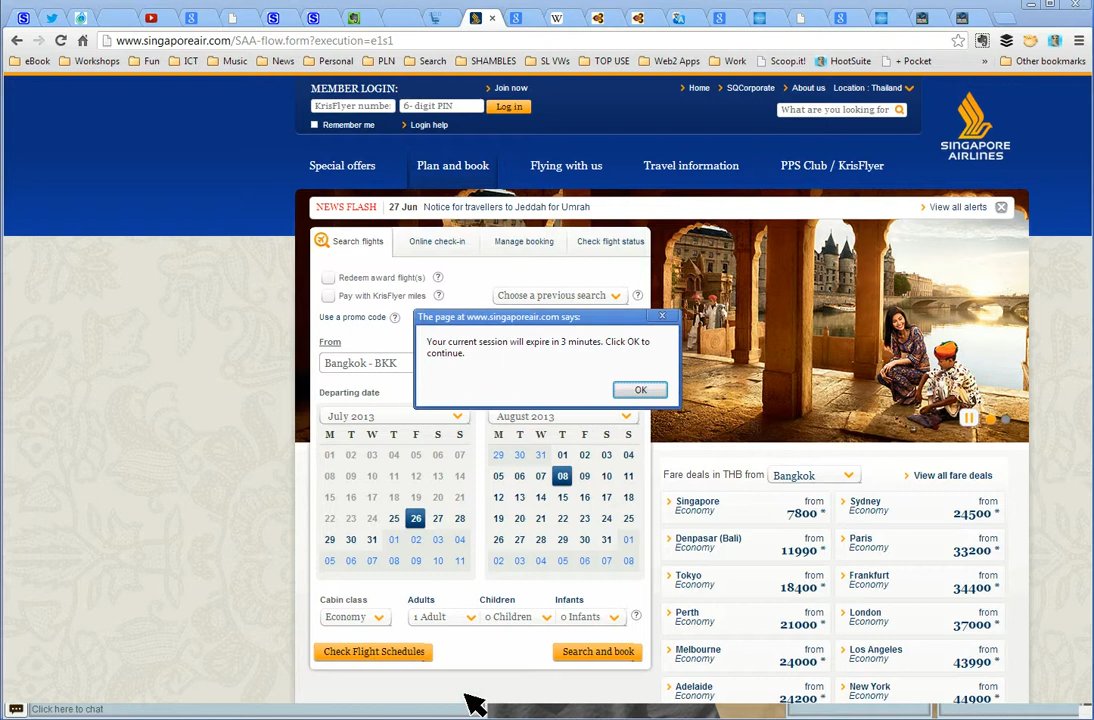 www.singaporeair.com/SAA-flow.form?execution=e1s1
eBook Workshops Fun ICT Music News Personal PLN Search SHAMBLES SL VWs TOP USE Web2 Apps Work Scoop.it! HootSuite + Pocket » Other bookmarks
MEMBER LOGIN: Join now Home SQCorporate About us Location : Thailand
KrisFlyer numbe 6- digit PIN Log in What are you looking for
Remember me Login help
SINGAPORE
AIRLINES
Special offers Plan and book Flying with us Travel information PPS Club / KrisFlyer
NEWS FLASH 27 Jun Notice for travellers to Jeddah for Umrah View all alerts
Search flights Online check-in Manage booking Check flight status
Redeem award flight(s) ?
Pay with KrisFlyer miles ? Choose a previous search ?
Use a promo code ?
The page at www.singaporeair.com says:
Your current session will expire in 3 minutes. Click OK to
continue.
OK
From
Bangkok - BKK
Departing date
July 2013 August 2013
M T W T F S S M T W T F S S
01 02 03 04 05 06 07 29 30 31 01 02 03 04
08 09 10 11 12 13 14 05 06 07 08 09 10 11
15 16 17 18 19 20 21 12 13 14 15 16 17 18
22 23 24 25 26 27 28 19 20 21 22 23 24 25
29 30 31 01 02 03 04 26 27 28 29 30 31 01
05 06 07 08 09 10 11 02 03 04 05 06 07 08
Cabin class Adults Children Infants
Economy 1 Adult 0 Children 0 Infants ?
Check Flight Schedules Search and book
Fare deals in THB from Bangkok View all fare deals
Singapore from Sydney from
Economy 7800 * Economy 24500 *
Denpasar (Bali) from Paris from
Economy 11990 * Economy 33200 *
Tokyo from Frankfurt from
Economy 18400 * Economy 34400 *
Perth from London from
Economy 21000 * Economy 37000 *
Melbourne from Los Angeles from
Economy 24000 * Economy 43990 *
Adelaide from New York from
Economy 24200 * Economy 44900 *
Click here to chat